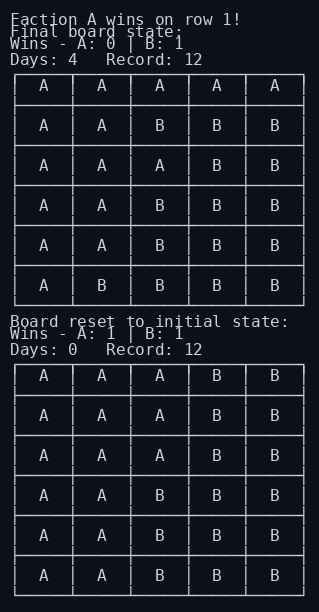 Faction A wins on row 1!
Final board state:
Wins - A: 0 | B: 1
Days: 4   Record: 12
A A A A A
A A B B B
A A A B B
A A B B B
A A B B B
A B B B B
Board reset to initial state:
Wins - A: 1 | B: 1
Days: 0   Record: 12
A A A B B
A A A B B
A A A B B
A A B B B
A A B B B
A A B B B